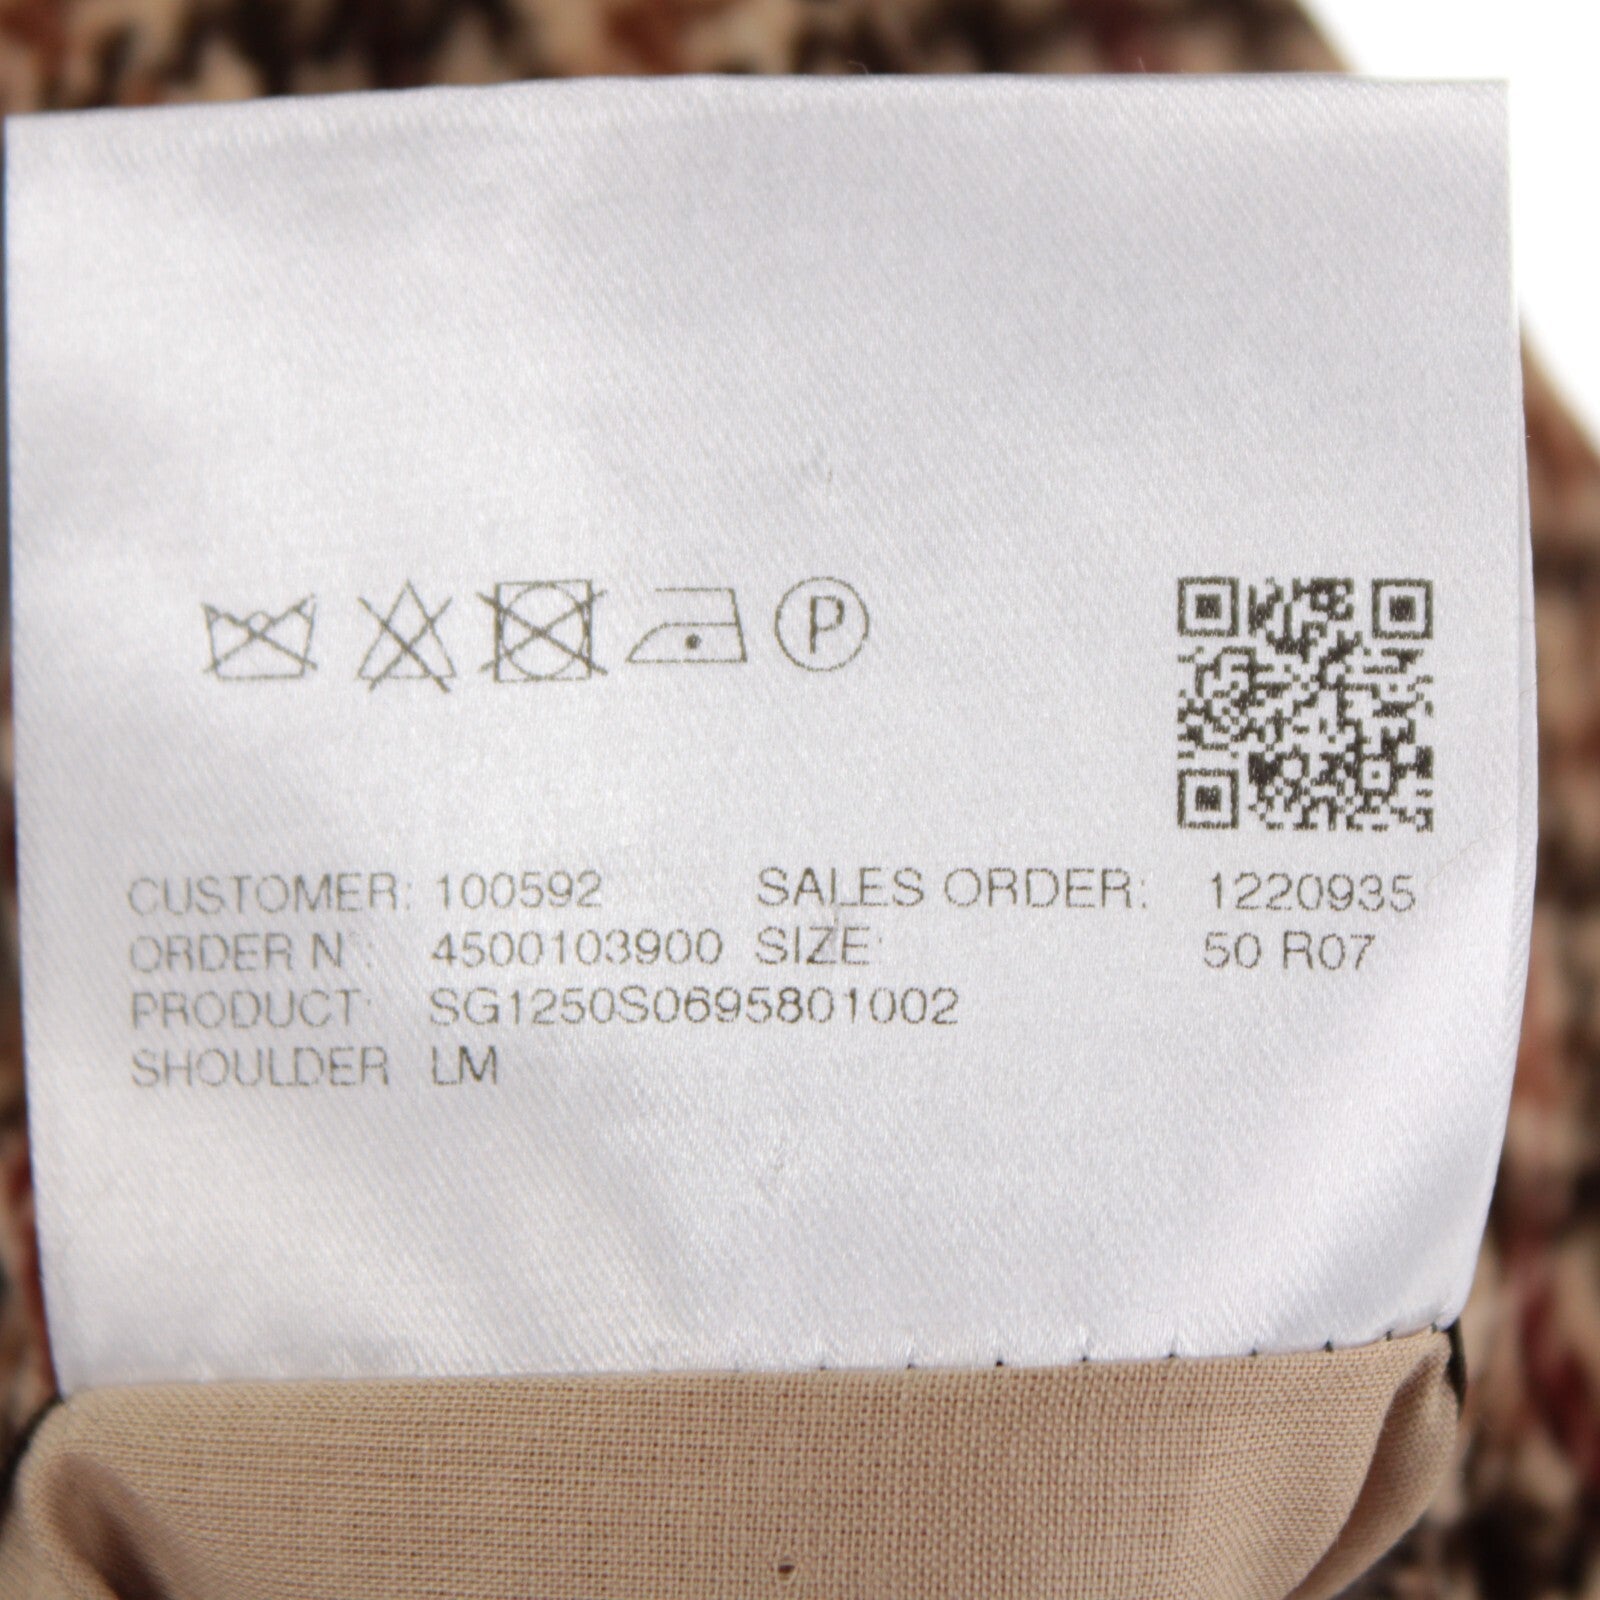 P
CUSTOMER: 100592 SALES ORDER: 1220935
ORDER N°: 4500103900 SIZE: 50 R07
PRODUCT: SG1250S0695801002
SHOULDER LM